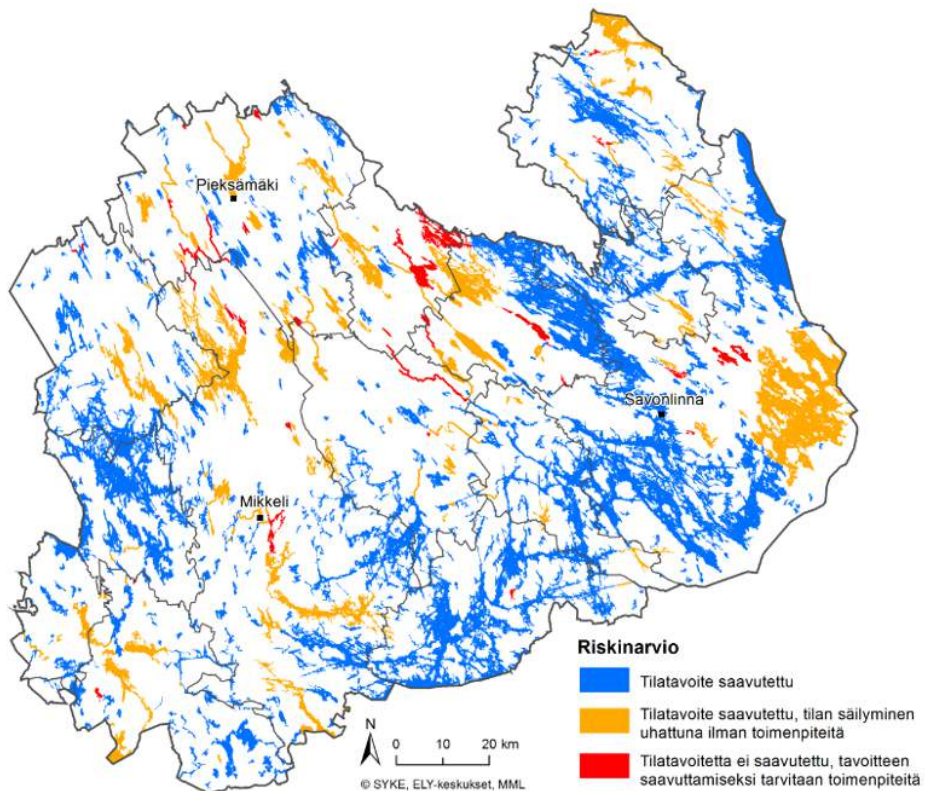 Pieksämäki
Savonlinna
Mikkeli
Riskinarvio
Tilatavoite saavutettu
Tilatavoite saavutettu, tilan säilyminen
uhattuna ilman toimenpiteitä
Tilatavoitetta ei saavutettu, tavoitteen
saavuttamiseksi tarvitaan toimenpiteitä
N
0 10 20 km
© SYKE, ELY-keskukset, MML